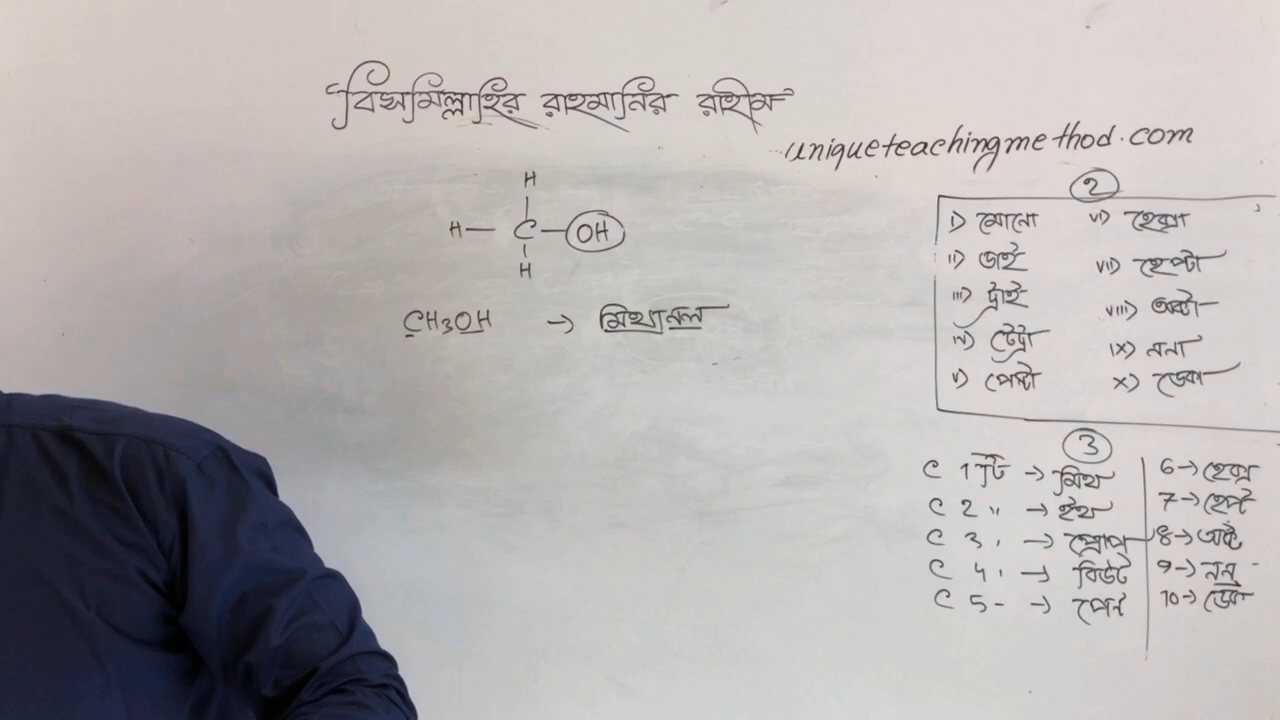 বিসমিল্লাহির রাহমানির রাহীম
uniqueteachingmethod.com
H
H — C — OH
H
CH3OH → মিথানল
2
i) মোনো vi) হেক্সা
ii) ডাই vii) হেপ্টা
iii) ট্রাই viii) অক্টা
iv) টেট্রা ix) ননা
v) পেন্টা x) ডেকা
3
C 1 টি → মিথ 6 → হেক্স
C 2 " → ইথ 7 → হেপ্ট
C 3 , → প্রোপ 8 → অক্ট
C 4 , → বিউট 9 → নন
C 5 - → পেন্ট 10 → ডেক